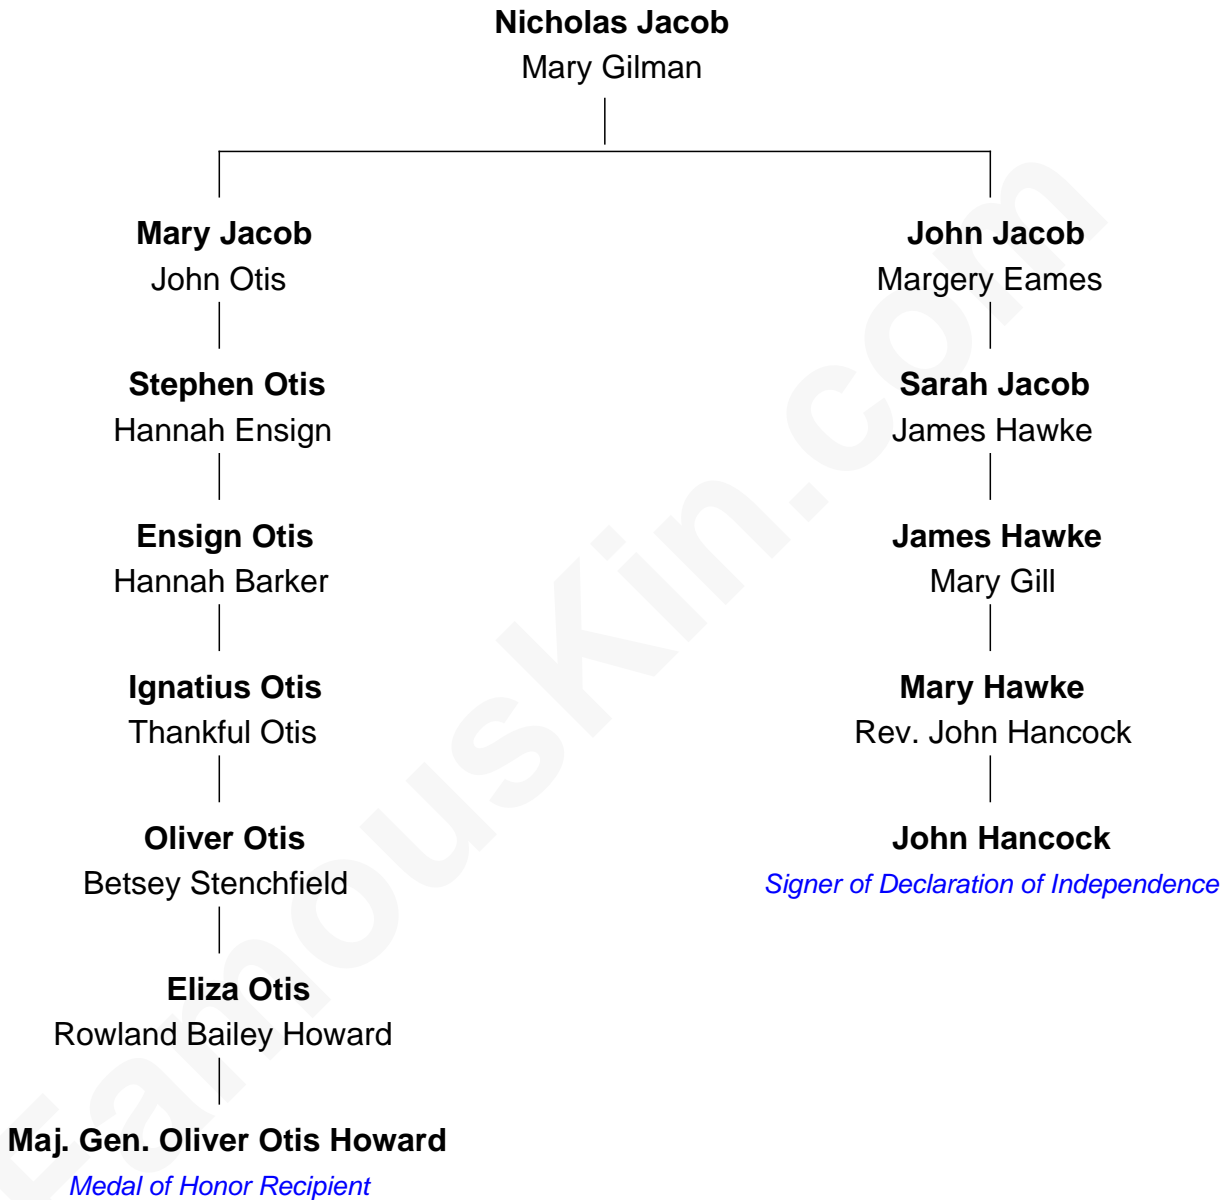 Nicholas Jacob
Mary Gilman
Mary Jacob
John Otis
John Jacob
Margery Eames
Stephen Otis
Hannah Ensign
Sarah Jacob
James Hawke
Ensign Otis
Hannah Barker
James Hawke
Mary Gill
Ignatius Otis
Thankful Otis
Mary Hawke
Rev. John Hancock
Oliver Otis
Betsey Stenchfield
John Hancock
Signer of Declaration of Independence
Eliza Otis
Rowland Bailey Howard
Maj. Gen. Oliver Otis Howard
Medal of Honor Recipient
FamousKin.com